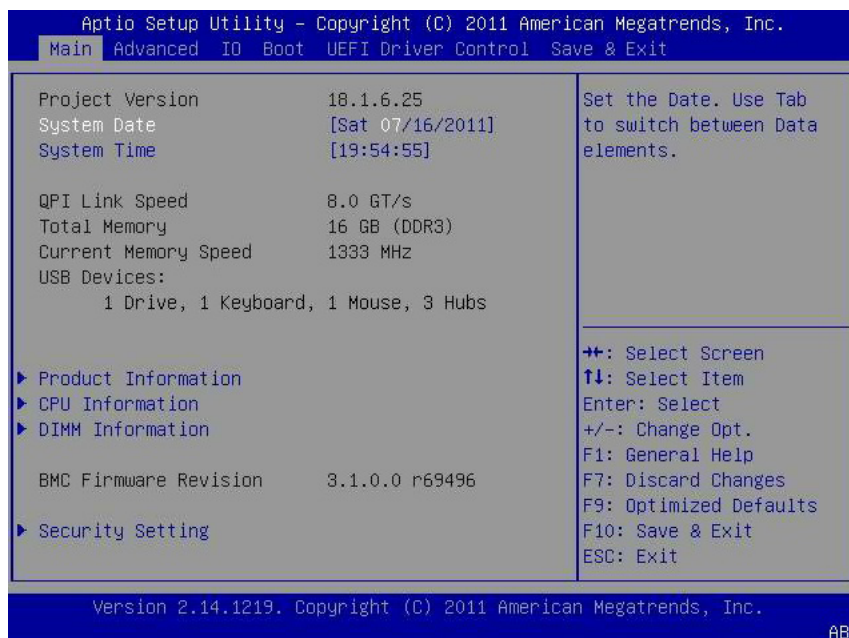 Aptio Setup Utility – Copyright (C) 2011 American Megatrends, Inc.
Main Advanced IO Boot UEFI Driver Control Save & Exit
Project Version 18.1.6.25
System Date [Sat 07/16/2011]
System Time [19:54:55]
QPI Link Speed 8.0 GT/s
Total Memory 16 GB (DDR3)
Current Memory Speed 1333 MHz
USB Devices:
1 Drive, 1 Keyboard, 1 Mouse, 3 Hubs
Product Information
CPU Information
DIMM Information
BMC Firmware Revision 3.1.0.0 r69496
Security Setting
Set the Date. Use Tab
to switch between Data
elements.
→←: Select Screen
↑↓: Select Item
Enter: Select
+/-: Change Opt.
F1: General Help
F7: Discard Changes
F9: Optimized Defaults
F10: Save & Exit
ESC: Exit
Version 2.14.1219. Copyright (C) 2011 American Megatrends, Inc.
AB